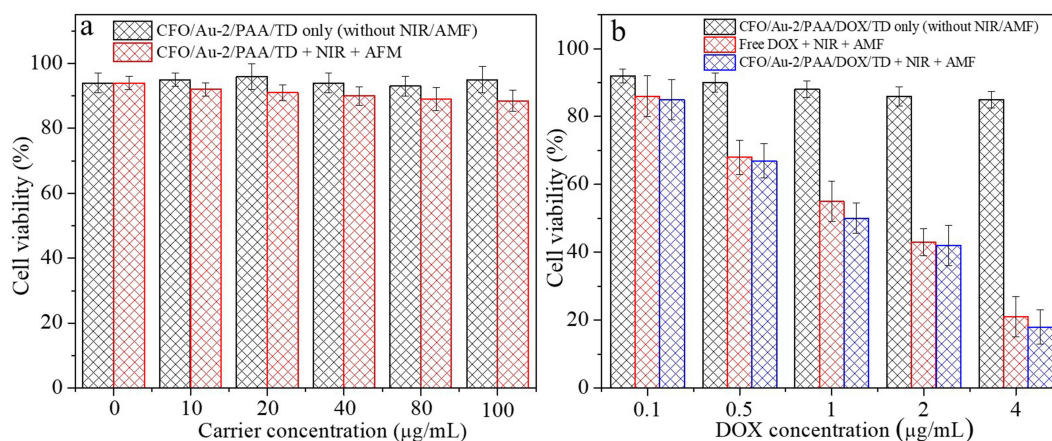 a
CFO/Au-2/PAA/TD only (without NIR/AMF)
CFO/Au-2/PAA/TD + NIR + AFM
100
80
60
40
20
0
Cell viability (%)
0 10 20 40 80 100
Carrier concentration (μg/mL)
b
CFO/Au-2/PAA/DOX/TD only (without NIR/AMF)
Free DOX + NIR + AMF
CFO/Au-2/PAA/DOX/TD + NIR + AMF
100
80
60
40
20
0
Cell viability (%)
0.1 0.5 1 2 4
DOX concentration (μg/mL)